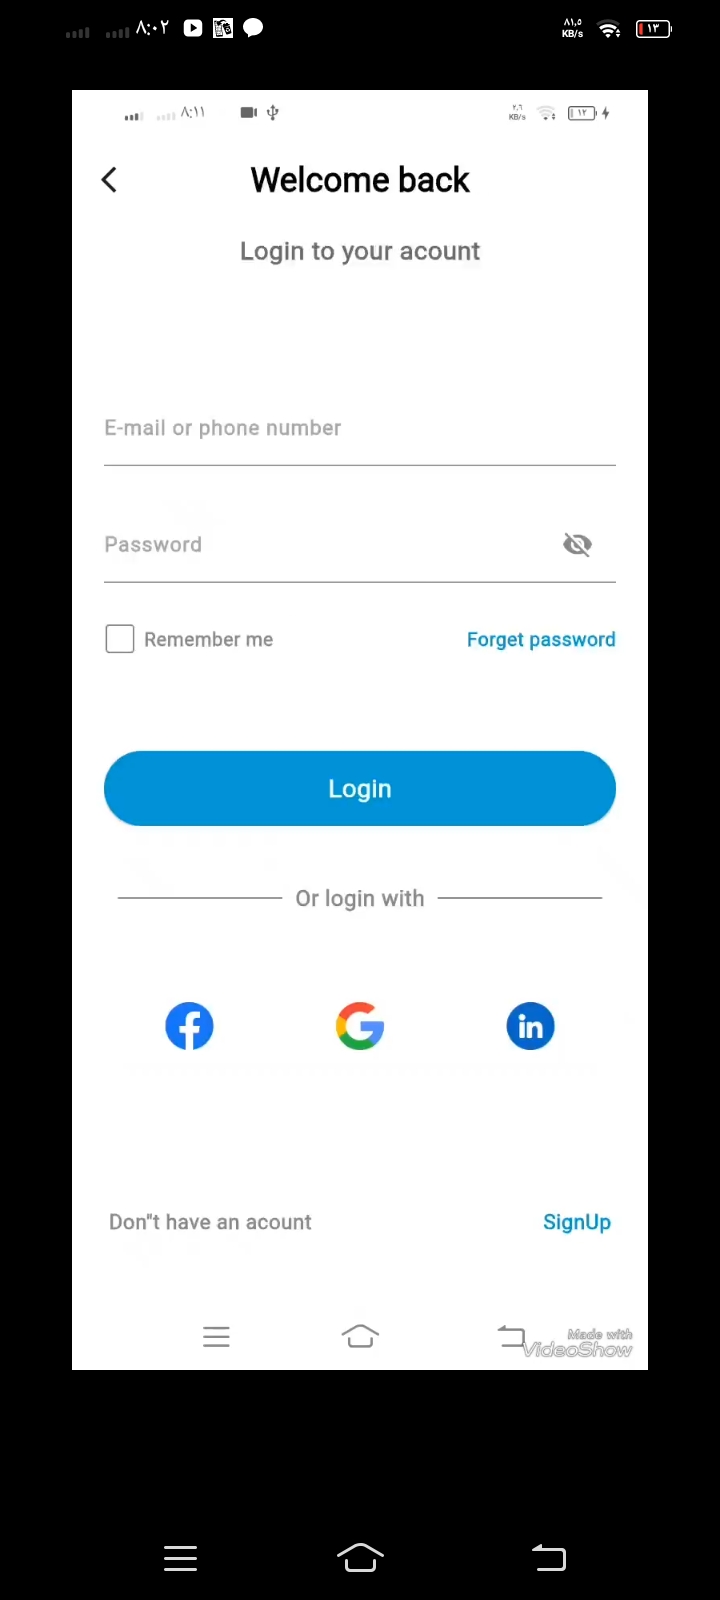 ٨:٠٢
٨١,٥
KB/s
١٣
٨:١١
٢,٦
KB/s
١٢
Welcome back
Login to your acount
E-mail or phone number
Password
Remember me
Forget password
Login
Or login with
in
Don"t have an acount
SignUp
Made with
VideoShow